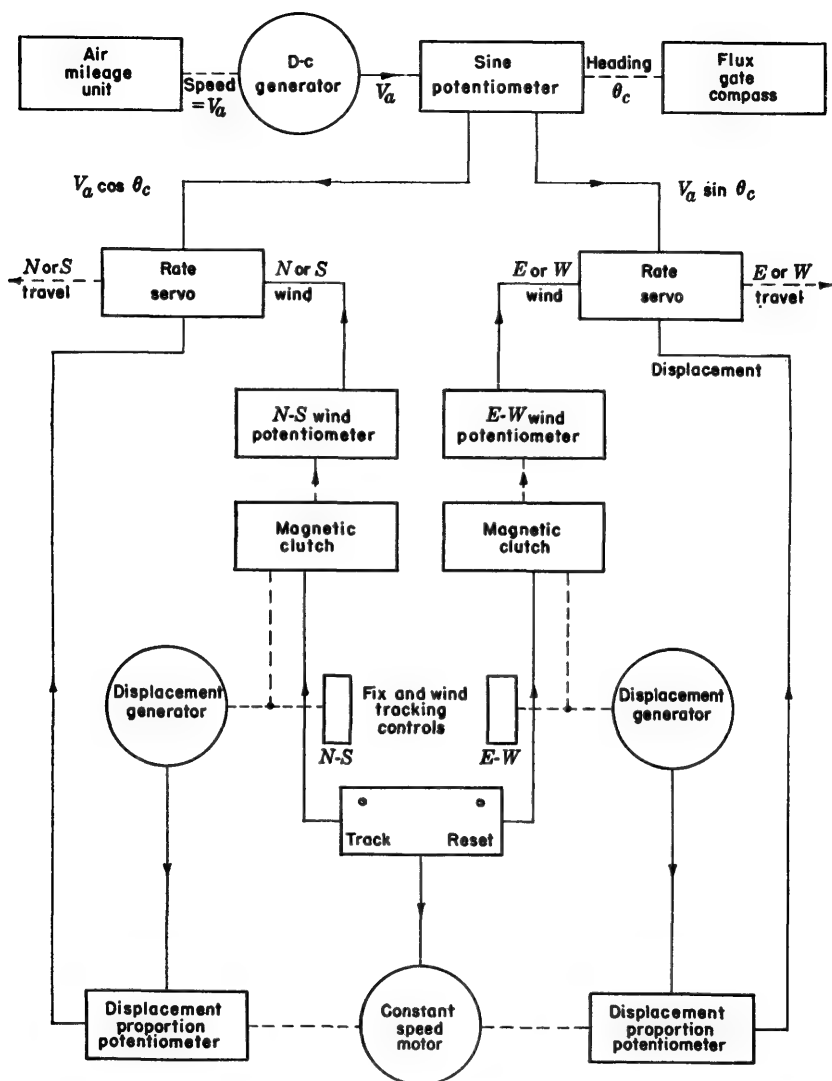 Air
mileage
unit
Speed
=Va
D-c
generator
Va
Sine
potentiometer
Heading
θc
Flux
gate
compass
Va cos θc
Va sin θc
N or S
travel
Rate
servo
N or S
wind
E or W
wind
Rate
servo
E or W
travel
Displacement
N-S wind
potentiometer
E-W wind
potentiometer
Magnetic
clutch
Magnetic
clutch
Displacement
generator
Fix and wind
tracking
controls
N-S
E-W
Displacement
generator
Track
Reset
Displacement
proportion
potentiometer
Constant
speed
motor
Displacement
proportion
potentiometer